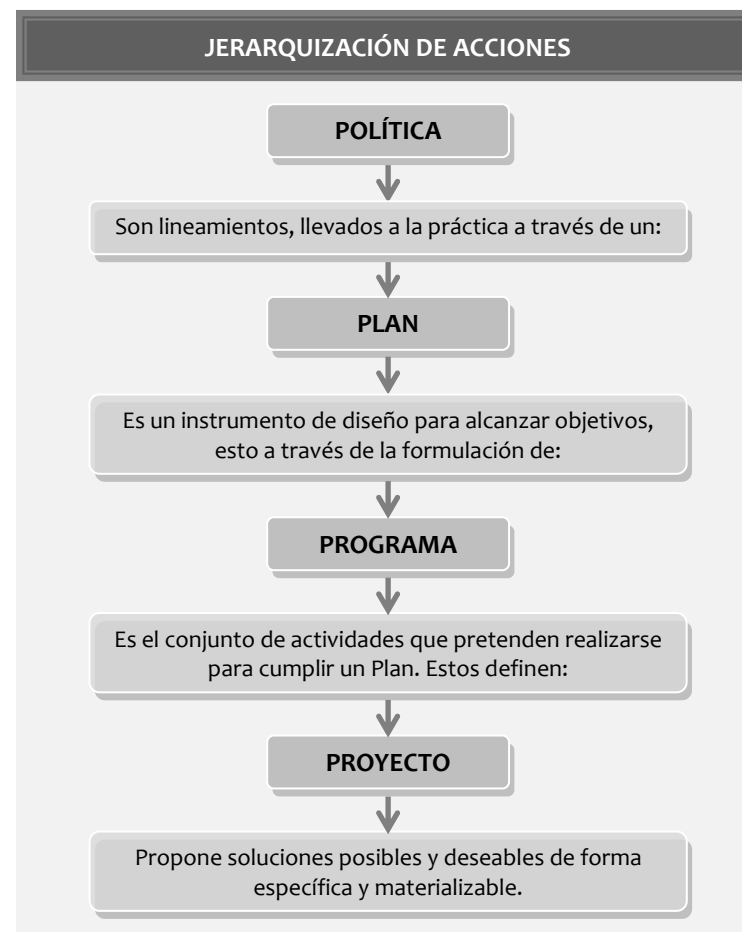 JERARQUIZACIÓN DE ACCIONES
POLÍTICA
Son lineamientos, llevados a la práctica a través de un:
PLAN
Es un instrumento de diseño para alcanzar objetivos,
esto a través de la formulación de:
PROGRAMA
Es el conjunto de actividades que pretenden realizarse
para cumplir un Plan. Estos definen:
PROYECTO
Propone soluciones posibles y deseables de forma
específica y materializable.